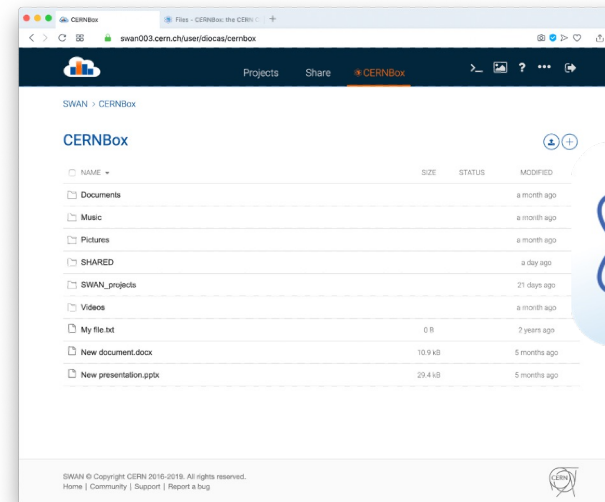 CERNBox
Files - CERNBox: the CERN C
swan003.cern.ch/user/diocas/cernbox
Projects Share CERNBox >_ ? •••
SWAN > CERNBox
CERNBox
NAME SIZE STATUS MODIFIED
Documents a month ago
Music a month ago
Pictures a month ago
SHARED a day ago
SWAN_projects 21 days ago
Videos a month ago
My file.txt 0 B 2 years ago
New document.docx 10.9 kB 5 months ago
New presentation.pptx 29.4 kB 5 months ago
SWAN © Copyright CERN 2016-2019. All rights reserved.
Home | Community | Support | Report a bug
CERN